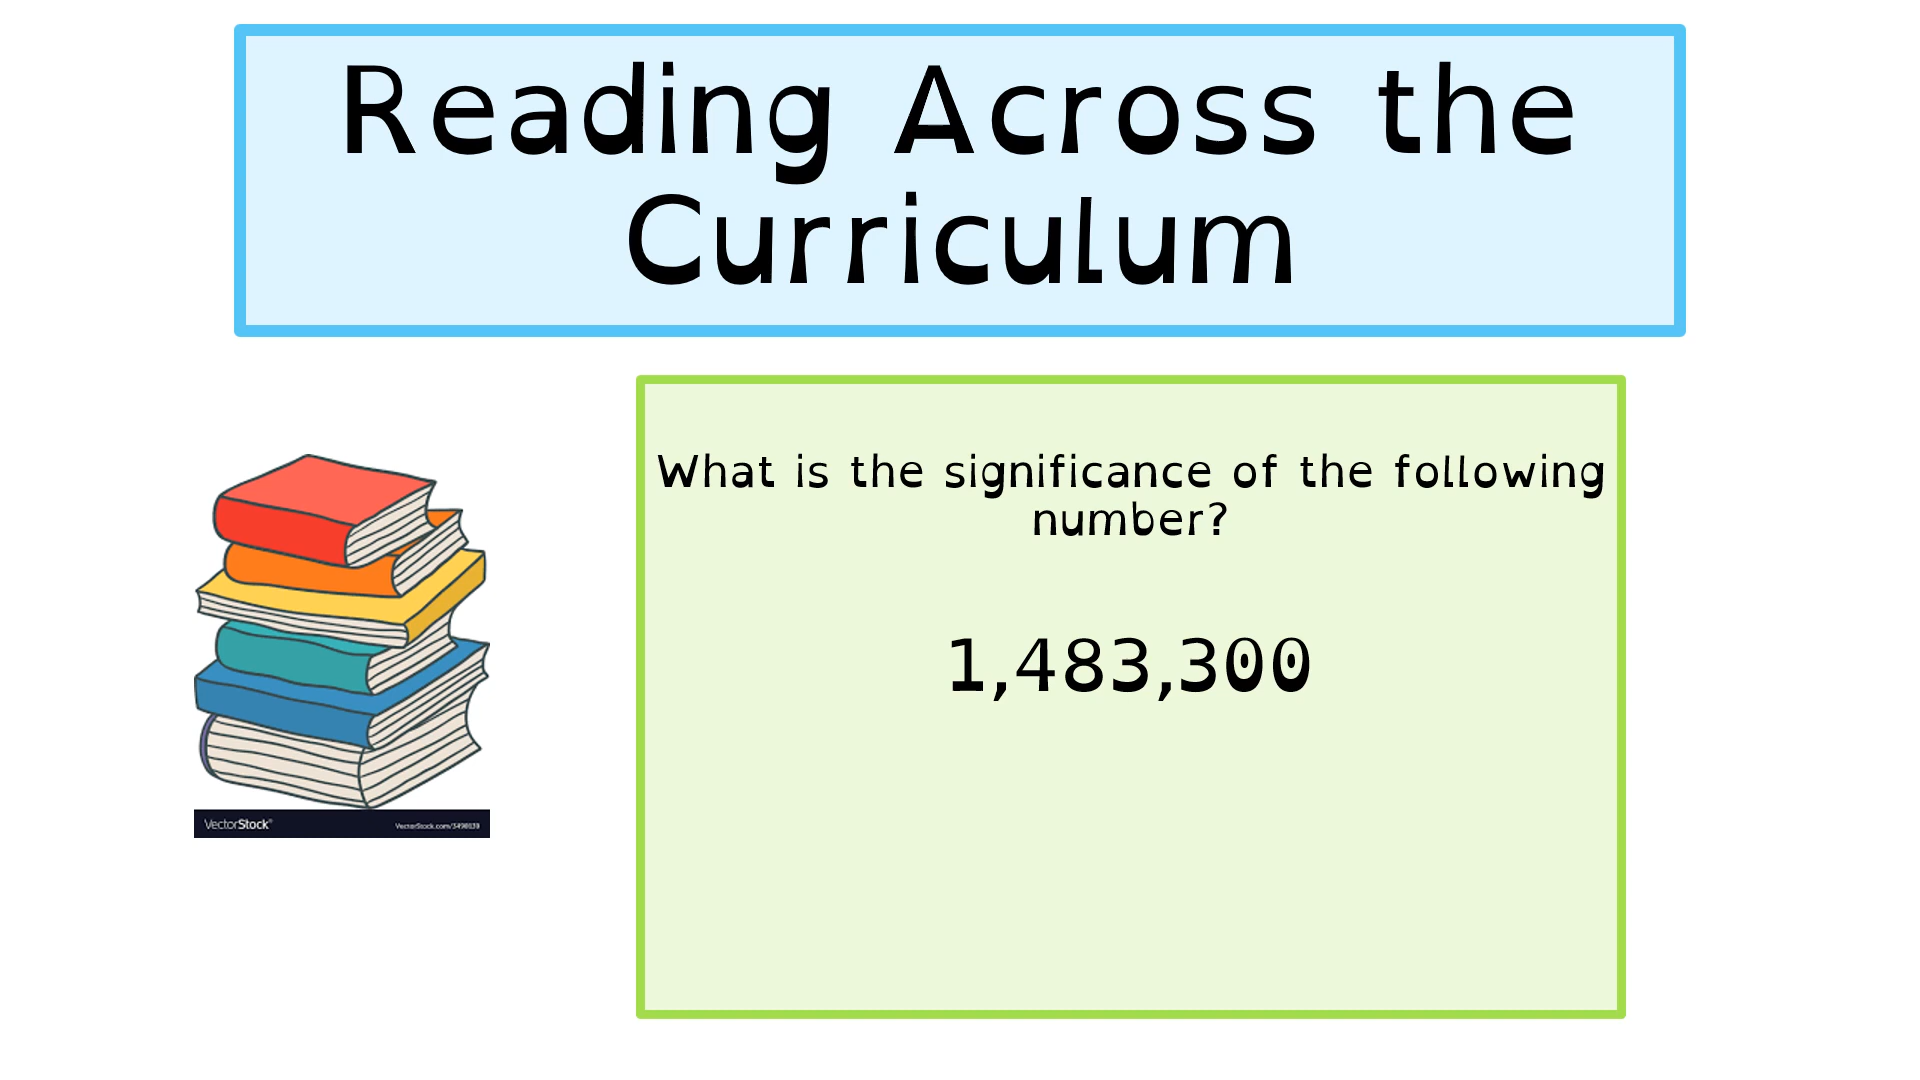 Reading Across the
Curriculum
What is the significance of the following
number?
1,483,300
VectorStock®